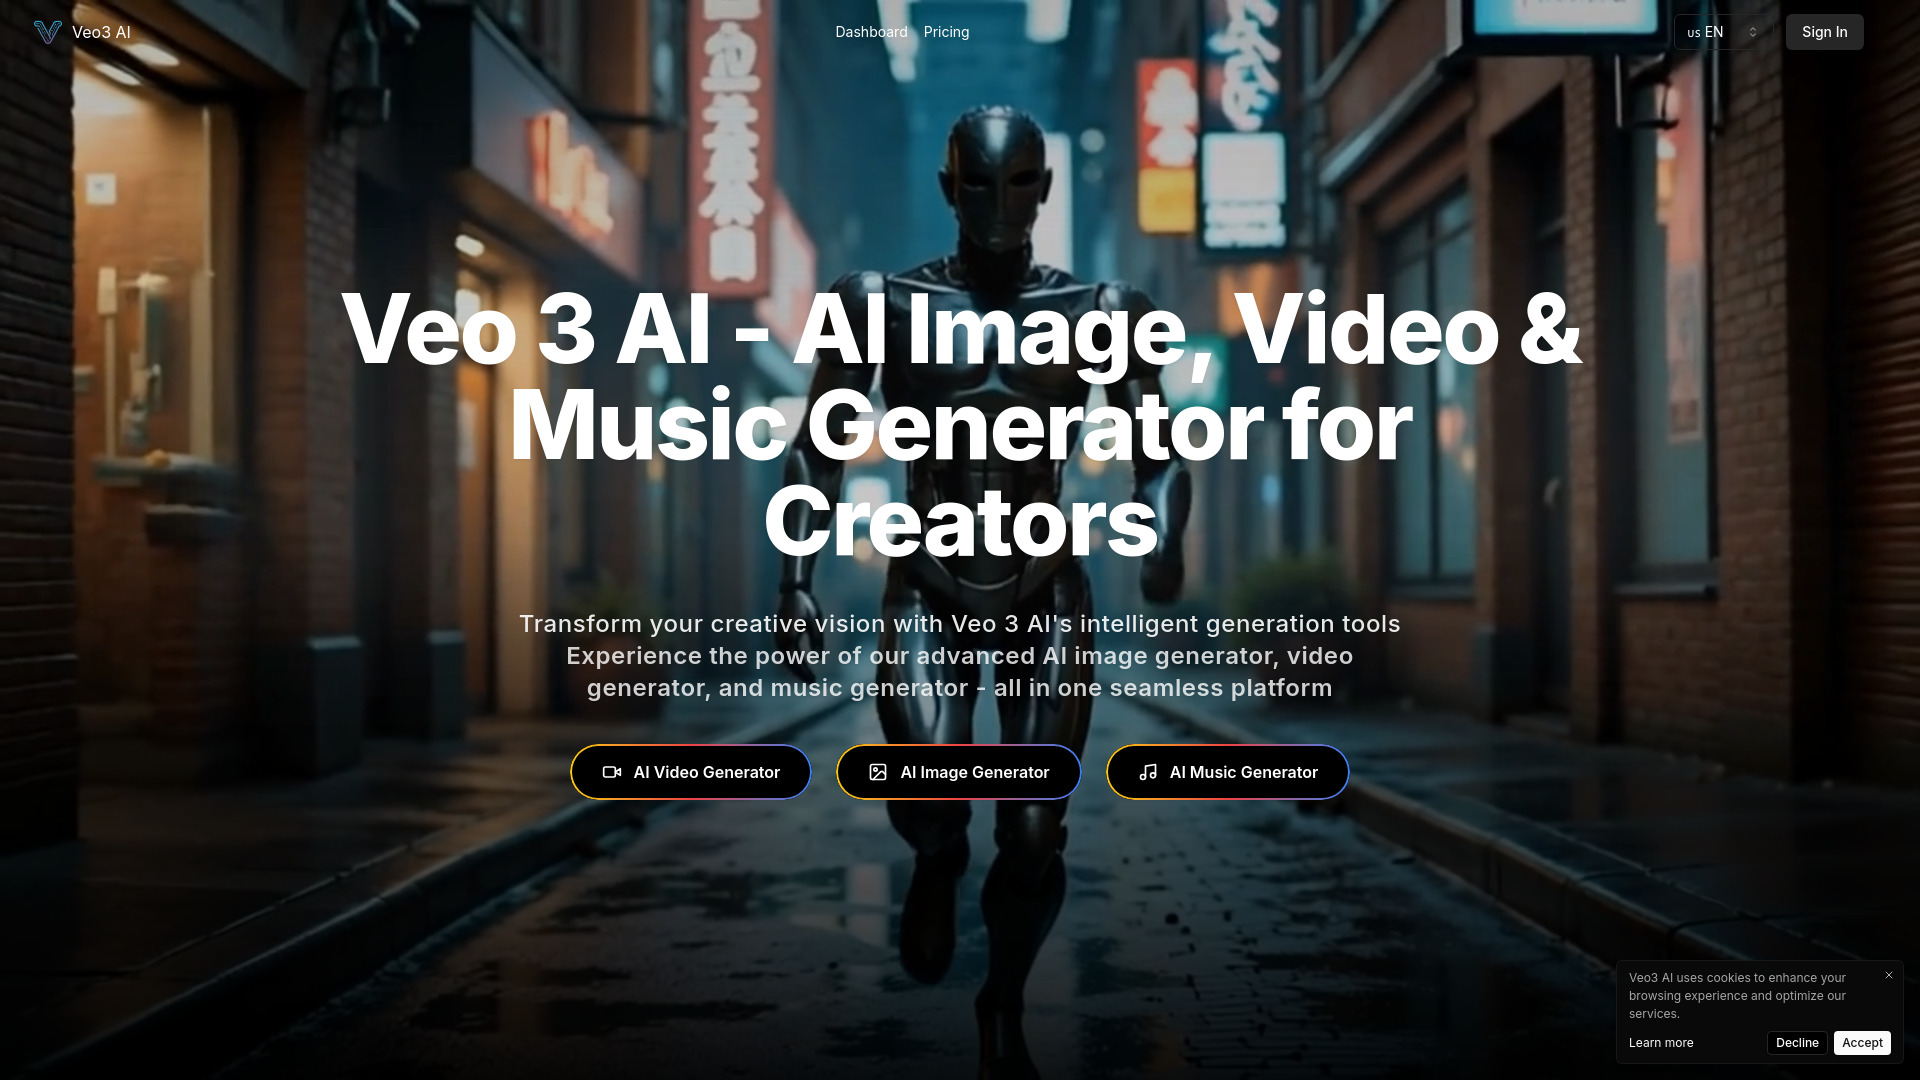 Veo3 AI
Dashboard Pricing
US EN
Sign In
Veo 3 AI - AI Image, Video &
Music Generator for
Creators
Transform your creative vision with Veo 3 AI's intelligent generation tools
Experience the power of our advanced AI image generator, video
generator, and music generator - all in one seamless platform
AI Video Generator
AI Image Generator
AI Music Generator
Veo3 AI uses cookies to enhance your
browsing experience and optimize our
services.
Learn more
Decline
Accept